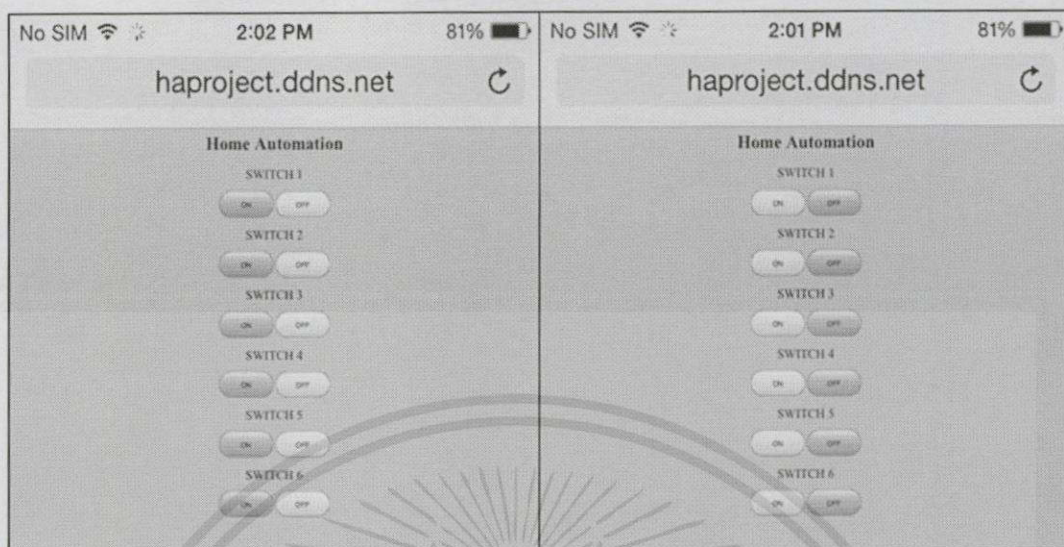 No SIM 2:02 PM 81%
haproject.ddns.net
Home Automation
SWITCH 1
ON OFF
SWITCH 2
ON OFF
SWITCH 3
ON OFF
SWITCH 4
ON OFF
SWITCH 5
ON OFF
SWITCH 6
ON OFF
No SIM 2:01 PM 81%
haproject.ddns.net
Home Automation
SWITCH 1
ON OFF
SWITCH 2
ON OFF
SWITCH 3
ON OFF
SWITCH 4
ON OFF
SWITCH 5
ON OFF
SWITCH 6
ON OFF